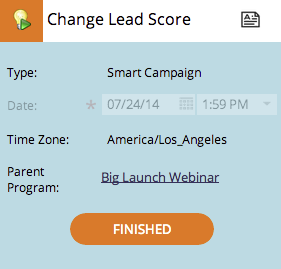 Change Lead Score
Type: Smart Campaign
Date: * 07/24/14 1:59 PM
Time Zone: America/Los_Angeles
Parent
Program: Big Launch Webinar
FINISHED